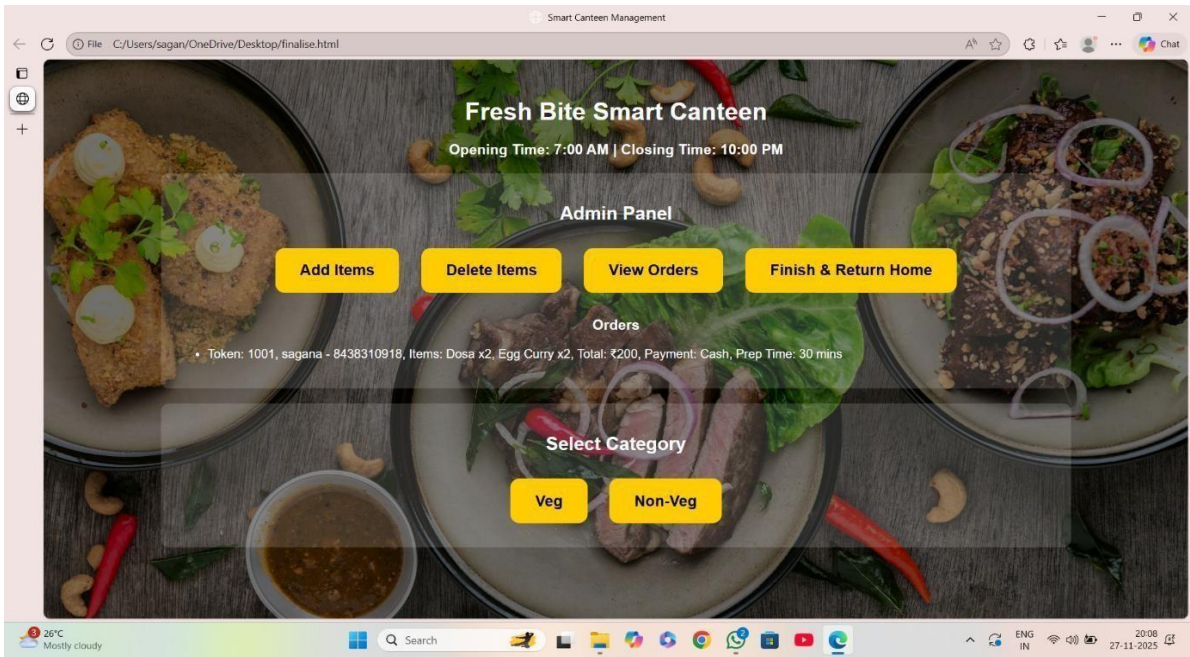 Smart Canteen Management
File C:/Users/sagan/OneDrive/Desktop/finalise.html
Chat
Fresh Bite Smart Canteen
Opening Time: 7:00 AM | Closing Time: 10:00 PM
Admin Panel
Add Items Delete Items View Orders Finish & Return Home
Orders
• Token: 1001, sagana - 8438310918, Items: Dosa x2, Egg Curry x2, Total: ₹200, Payment: Cash, Prep Time: 30 mins
Select Category
Veg Non-Veg
3 26°C
Mostly cloudy
Search
2
ENG
IN
20:08
27-11-2025